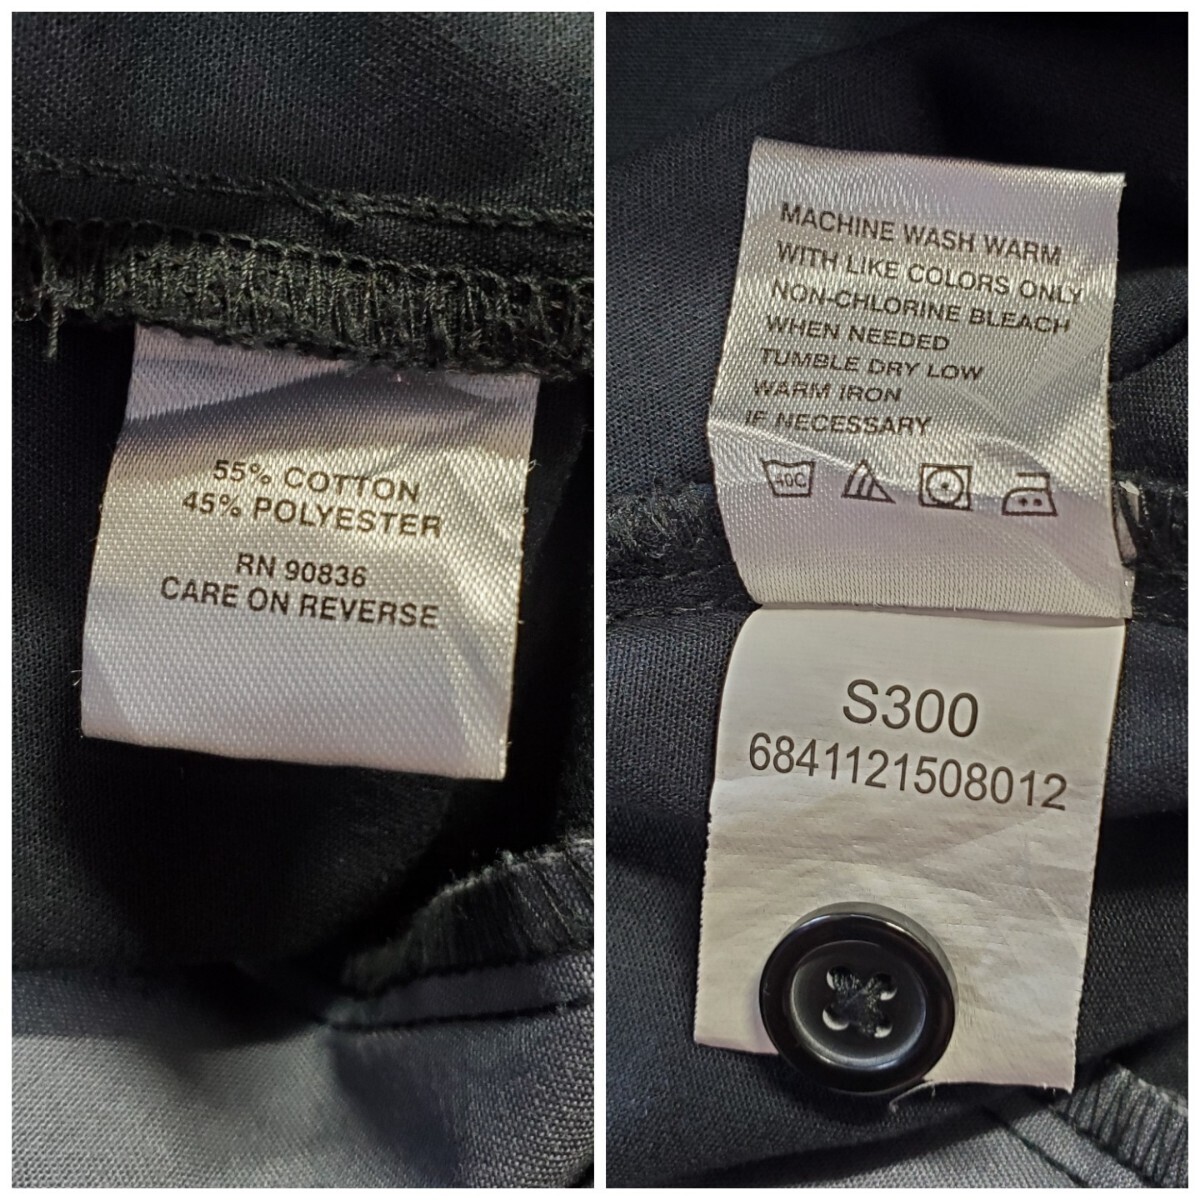 55% COTTON
45% POLYESTER
RN 90836
CARE ON REVERSE
MACHINE WASH WARM
WITH LIKE COLORS ONLY
NON-CHLORINE BLEACH
WHEN NEEDED
TUMBLE DRY LOW
WARM IRON
IF NECESSARY
40C
S300
6841121508012